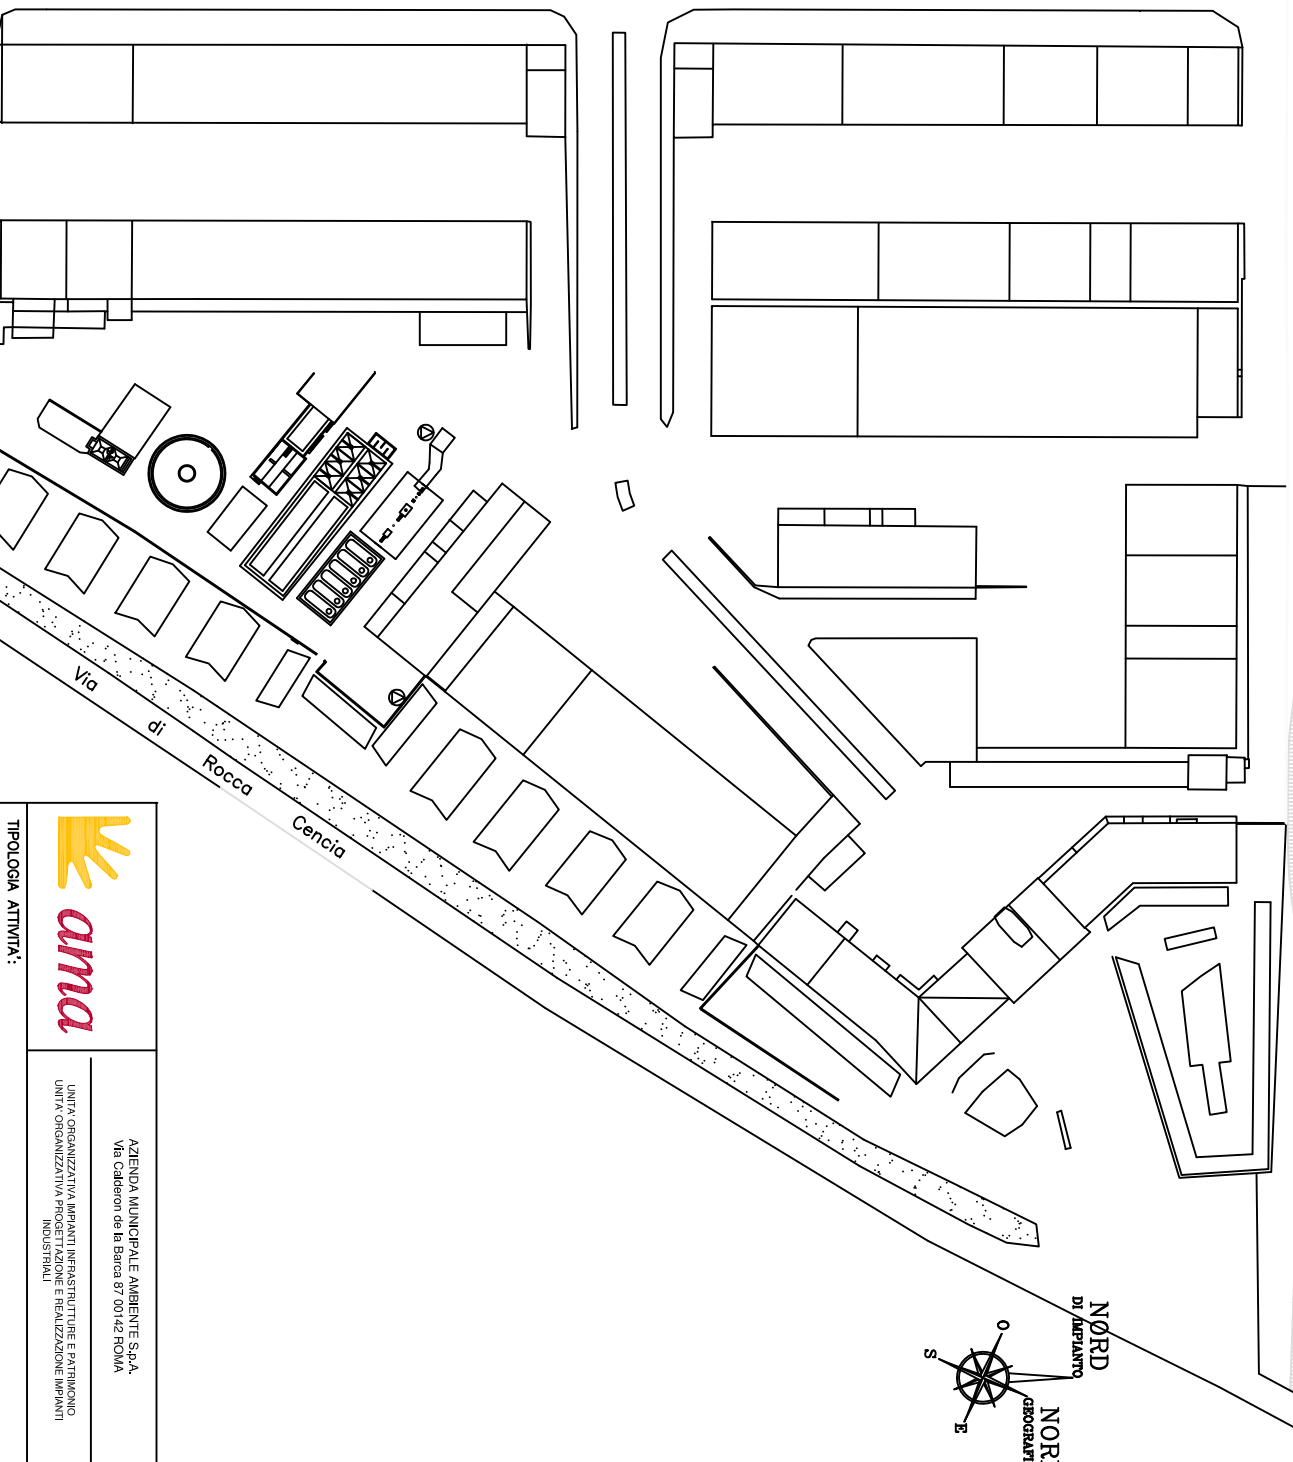 Via di Rocca Cencia
NORD
DI IMPIANTO
O
S
E
ama
AZIENDA MUNICIPALE AMBIENTE S.p.A.
Via Calderon de la Barca 87 00142 ROMA
UNITA' ORGANIZZATIVA IMPIANTI INFRASTRUTTURE E PATRIMONIO
UNITA' ORGANIZZATIVA PROGETTAZIONE E REALIZZAZIONE IMPIANTI
INDUSTRIALI
TIPOLOGIA ATTIVITA':